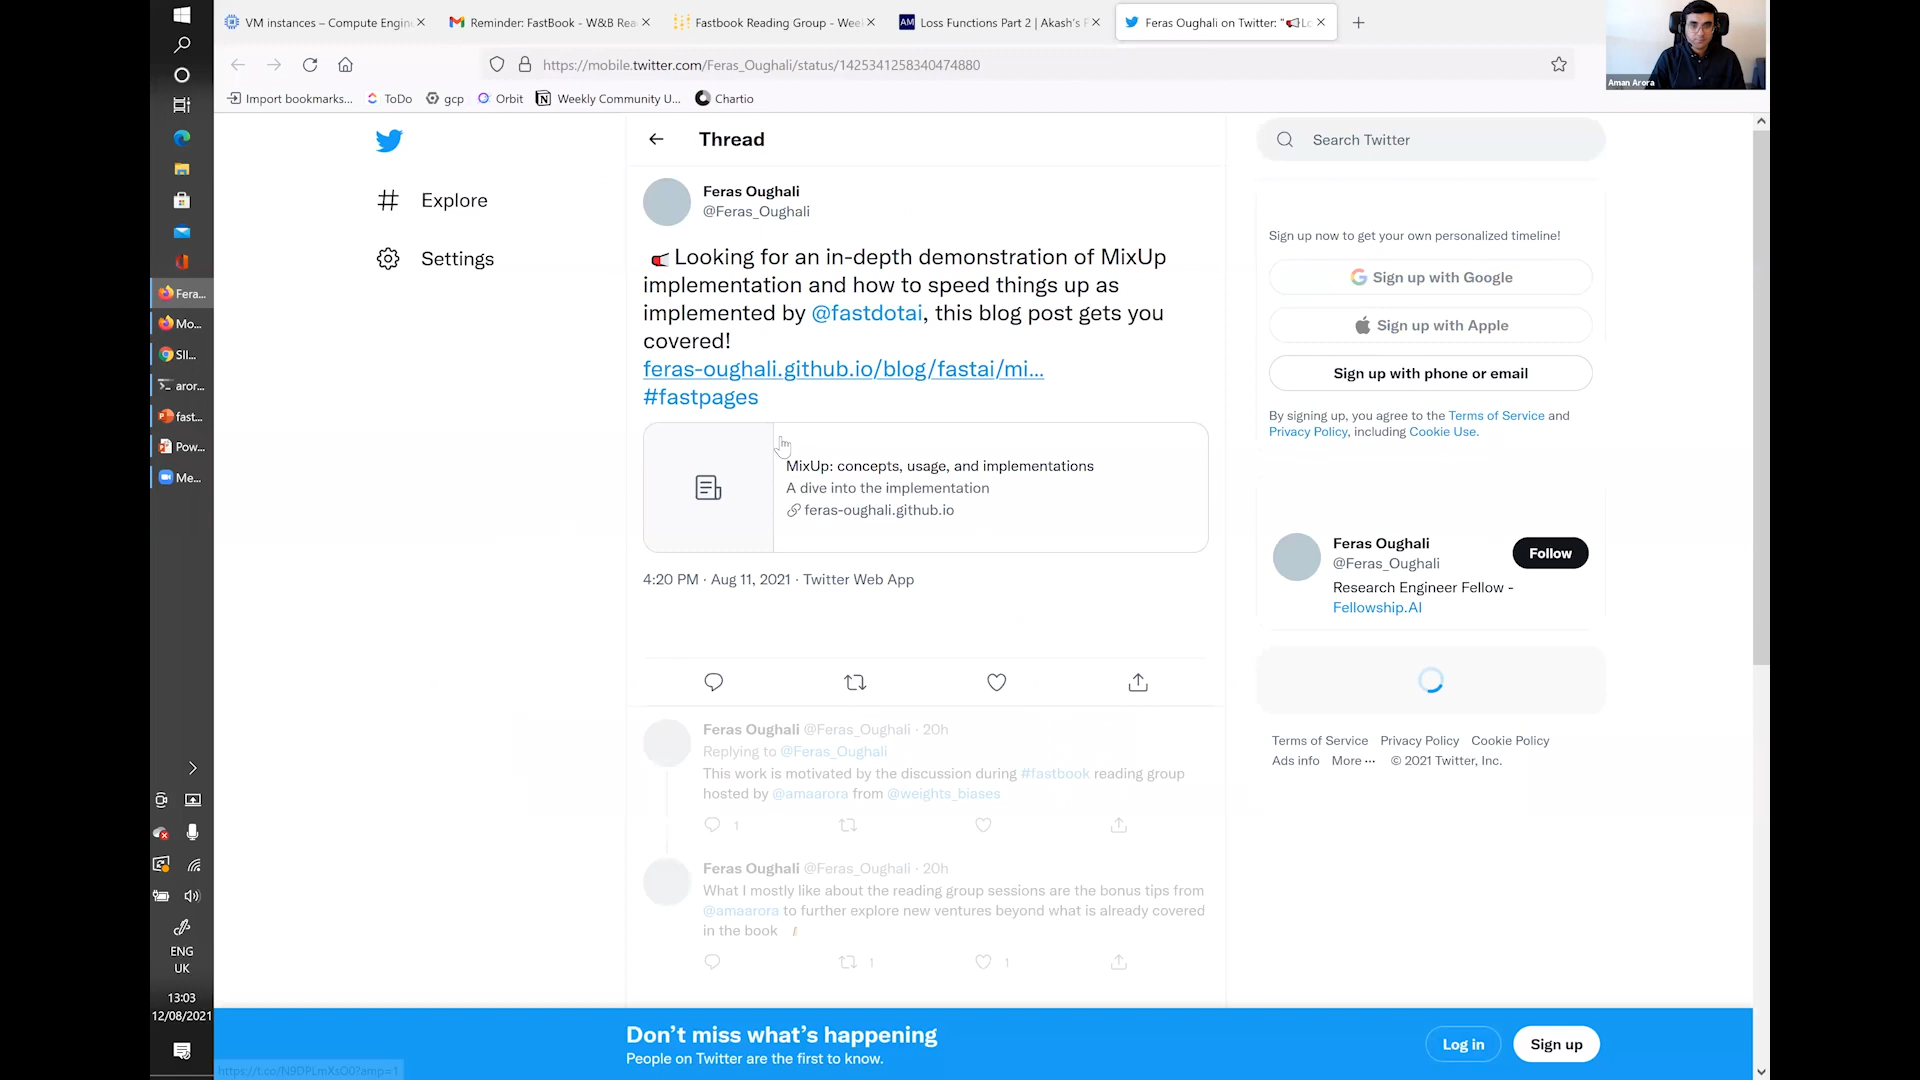 VM instances – Compute Engin
Reminder: FastBook - W&B Rea
Fastbook Reading Group - Wee
AM Loss Functions Part 2 | Akash's
Feras Oughali on Twitter: "
https://mobile.twitter.com/Feras_Oughali/status/1425341258340474880
Import bookmarks...
ToDo
gcp
Orbit
Weekly Community U...
Chartio
Aman Arora
Fera...
Mo...
Sll...
aror...
fast...
Pow...
Me...
ENG
UK
13:03
12/08/2021
Explore
Settings
Thread
Feras Oughali
@Feras_Oughali
Looking for an in-depth demonstration of MixUp
implementation and how to speed things up as
implemented by @fastdotai, this blog post gets you
covered!
feras-oughali.github.io/blog/fastai/mi...
#fastpages
MixUp: concepts, usage, and implementations
A dive into the implementation
feras-oughali.github.io
4:20 PM · Aug 11, 2021 · Twitter Web App
Feras Oughali @Feras_Oughali · 20h
Replying to @Feras_Oughali
This work is motivated by the discussion during #fastbook reading group
hosted by @amaarora from @weights_biases
1
Feras Oughali @Feras_Oughali · 20h
What I mostly like about the reading group sessions are the bonus tips from
@amaarora to further explore new ventures beyond what is already covered
in the book
1
1
Search Twitter
Sign up now to get your own personalized timeline!
Sign up with Google
Sign up with Apple
Sign up with phone or email
By signing up, you agree to the Terms of Service and
Privacy Policy, including Cookie Use.
Feras Oughali
@Feras_Oughali
Follow
Research Engineer Fellow -
Fellowship.AI
Terms of Service Privacy Policy Cookie Policy
Ads info More ··· © 2021 Twitter, Inc.
Don't miss what's happening
People on Twitter are the first to know.
Log in
Sign up
https://t.co/N9DPLmXsO0?amp=1